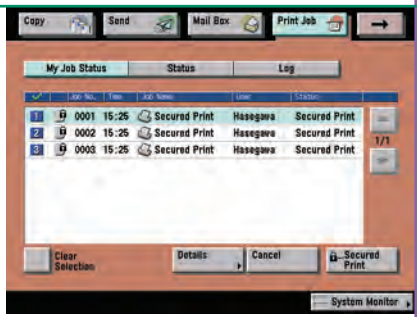 Copy Send Mail Box Print Job
My Job Status Status Log
Job No. Time Job Name User Status
1 0001 15:25 Secured Print Hasegawa Secured Print
2 0002 15:25 Secured Print Hasegawa Secured Print
3 0003 15:25 Secured Print Hasegawa Secured Print
1/1
Clear Selection Details Cancel Secured Print
System Monitor